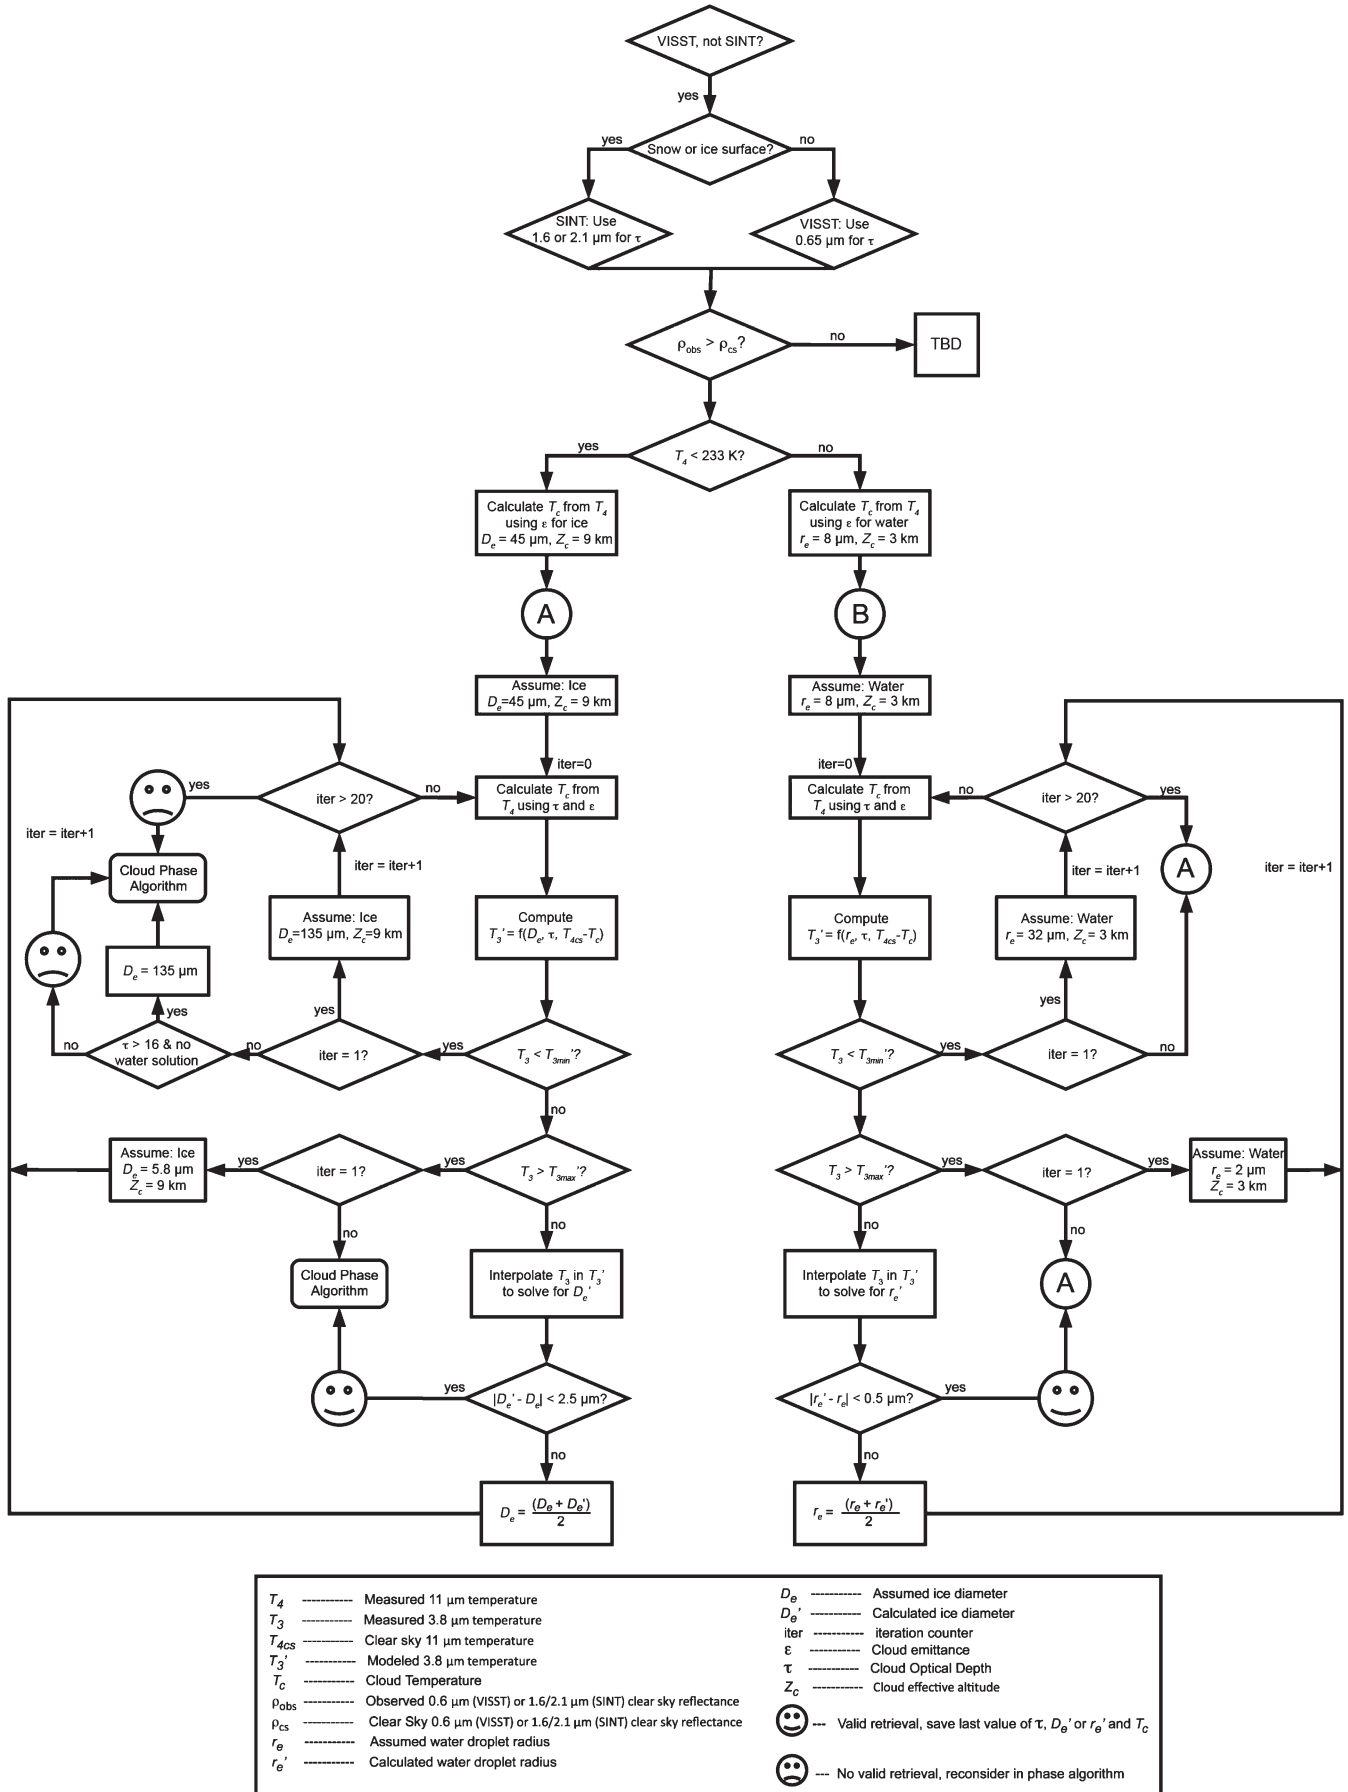 VISST, not SINT?
yes
yes
Snow or ice surface?
no
SINT: Use
1.6 or 2.1 µm for τ
VISST: Use
0.65 µm for τ
ρobs > ρcs?
no
TBD
yes
T4 < 233 K?
no
Calculate Tc from T4
using ε for ice
De = 45 µm, Zc = 9 km
Calculate Tc from T4
using ε for water
re = 8 µm, Zc = 3 km
A
B
Assume: Ice
De=45 µm, Zc = 9 km
Assume: Water
re = 8 µm, Zc = 3 km
iter=0
iter=0
yes
iter > 20?
no
Calculate Tc from
T4 using τ and ε
Calculate Tc from
T4 using τ and ε
no
iter > 20?
yes
iter = iter+1
Cloud Phase
Algorithm
iter = iter+1
iter = iter+1
A
iter = iter+1
Assume: Ice
De=135 µm, Zc=9 km
Compute
T3' = f(De, τ, T4cs-Tc)
Compute
T3' = f(re, τ, T4cs-Tc)
Assume: Water
re = 32 µm, Zc = 3 km
De = 135 µm
yes
yes
yes
no
τ > 16 & no
water solution
no
iter = 1?
yes
T3 < T3min'?
T3 < T3min'?
yes
iter = 1?
no
no
Assume: Ice
De = 5.8 µm
Zc = 9 km
yes
iter = 1?
yes
T3 > T3max'?
T3 > T3max'?
yes
iter = 1?
yes
Assume: Water
re = 2 µm
Zc = 3 km
no
no
no
no
Cloud Phase
Algorithm
Interpolate T3 in T3'
to solve for De'
Interpolate T3 in T3'
to solve for re'
A
yes
|De' - De| < 2.5 µm?
|re' - re| < 0.5 µm?
yes
no
no
De = (De + De')
2
re = (re + re')
2
T4 ----------- Measured 11 µm temperature
T3 ----------- Measured 3.8 µm temperature
T4cs ----------- Clear sky 11 µm temperature
T3' ----------- Modeled 3.8 µm temperature
Tc ----------- Cloud Temperature
ρobs ----------- Observed 0.6 µm (VISST) or 1.6/2.1 µm (SINT) clear sky reflectance
ρcs ----------- Clear Sky 0.6 µm (VISST) or 1.6/2.1 µm (SINT) clear sky reflectance
re ----------- Assumed water droplet radius
re' ----------- Calculated water droplet radius
De ----------- Assumed ice diameter
De' ----------- Calculated ice diameter
iter ----------- iteration counter
ε ----------- Cloud emittance
τ ----------- Cloud Optical Depth
Zc ----------- Cloud effective altitude
--- Valid retrieval, save last value of τ, De' or re' and Tc
--- No valid retrieval, reconsider in phase algorithm